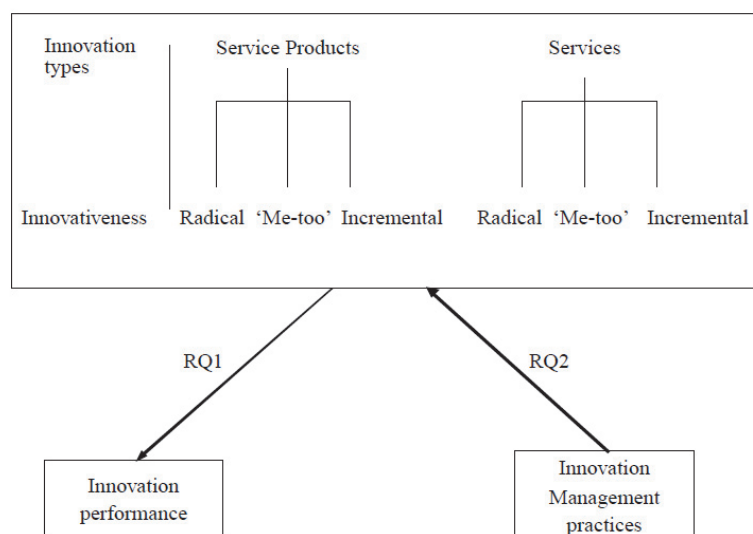 Innovation types
Service Products
Services
Innovativeness
Radical ‘Me-too’ Incremental
Radical ‘Me-too’ Incremental
RQ1
RQ2
Innovation
performance
Innovation
Management
practices